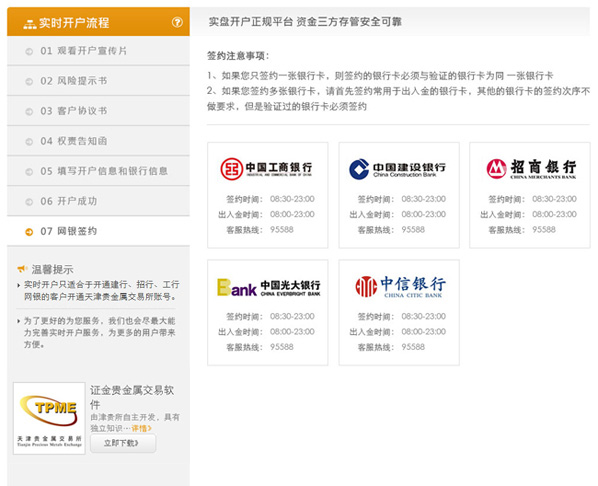 实时开户流程
?
01 观看开户宣传片
02 风险提示书
03 客户协议书
04 权责告知函
05 填写开户信息和银行信息
06 开户成功
07 网银签约
温馨提示
实时开户只适合于开通建行、招行、工行
网银的客户开通天津贵金属交易所账号。
为了更好的为您服务，我们也会尽最大能
力完善实时开户服务，为更多的用户带来
方便。
TPME
天津贵金属交易所
Tianjin Precious Metals Exchange
证金贵金属交易软
件
由津贵所自主开发，具有
独立知识…详情》
立即下载》
实盘开户正规平台 资金三方存管安全可靠
签约注意事项：
1、如果您只签约一张银行卡，则签约的银行卡必须与验证的银行卡为同 一张银行卡
2、如果您签约多张银行卡，请首先签约常用于出入金的银行卡，其他的银行卡的签约次序不
做要求，但是验证过的银行卡必须签约
中国工商银行
INDUSTRIAL AND COMMERCIAL BANK OF CHINA
签约时间： 08:30-23:00
出入金时间： 08:00-23:00
客服热线： 95588
中国建设银行
China Construction Bank
签约时间： 08:30-23:00
出入金时间： 08:00-23:00
客服热线： 95588
招商银行
CHINA MERCHANTS BANK
签约时间： 08:30-23:00
出入金时间： 08:00-23:00
客服热线： 95588
Bank 中国光大银行
CHINA EVERBRIGHT BANK
签约时间： 08:30-23:00
出入金时间： 08:00-23:00
客服热线： 95588
中信银行
CHINA CITIC BANK
签约时间： 08:30-23:00
出入金时间： 08:00-23:00
客服热线： 95588